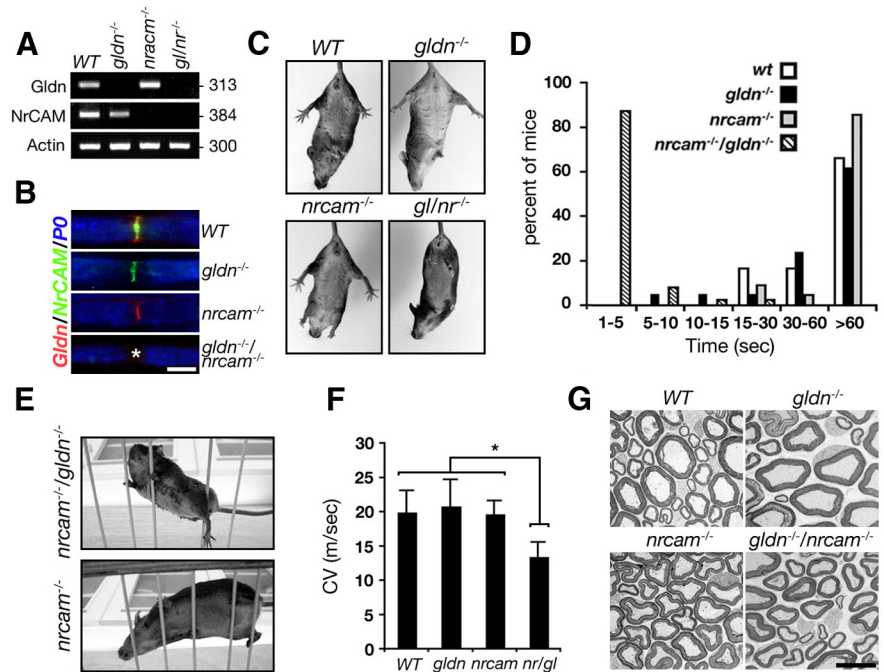 A
WT
gldn-/-
nracm-/-
gl/nr-/-
Gldn
313
NrCAM
384
Actin
300
B
Gldn/NrCAM/P0
WT
gldn-/-
nrcam-/-
gldn-/-/
nrcam-/-
*
C
WT
gldn-/-
nrcam-/-
gl/nr-/-
D
wt
gldn-/-
nrcam-/-
nrcam-/-/gldn-/-
percent of mice
100
80
60
40
20
0
1-5 5-10 10-15 15-30 30-60 >60
Time (sec)
E
nrcam-/-/gldn-/-
nrcam-/-
F
CV (m/sec)
30
25
20
15
10
5
0
*
WT gldn nrcam nr/gl
G
WT
gldn-/-
nrcam-/-
gldn-/-/nrcam-/-